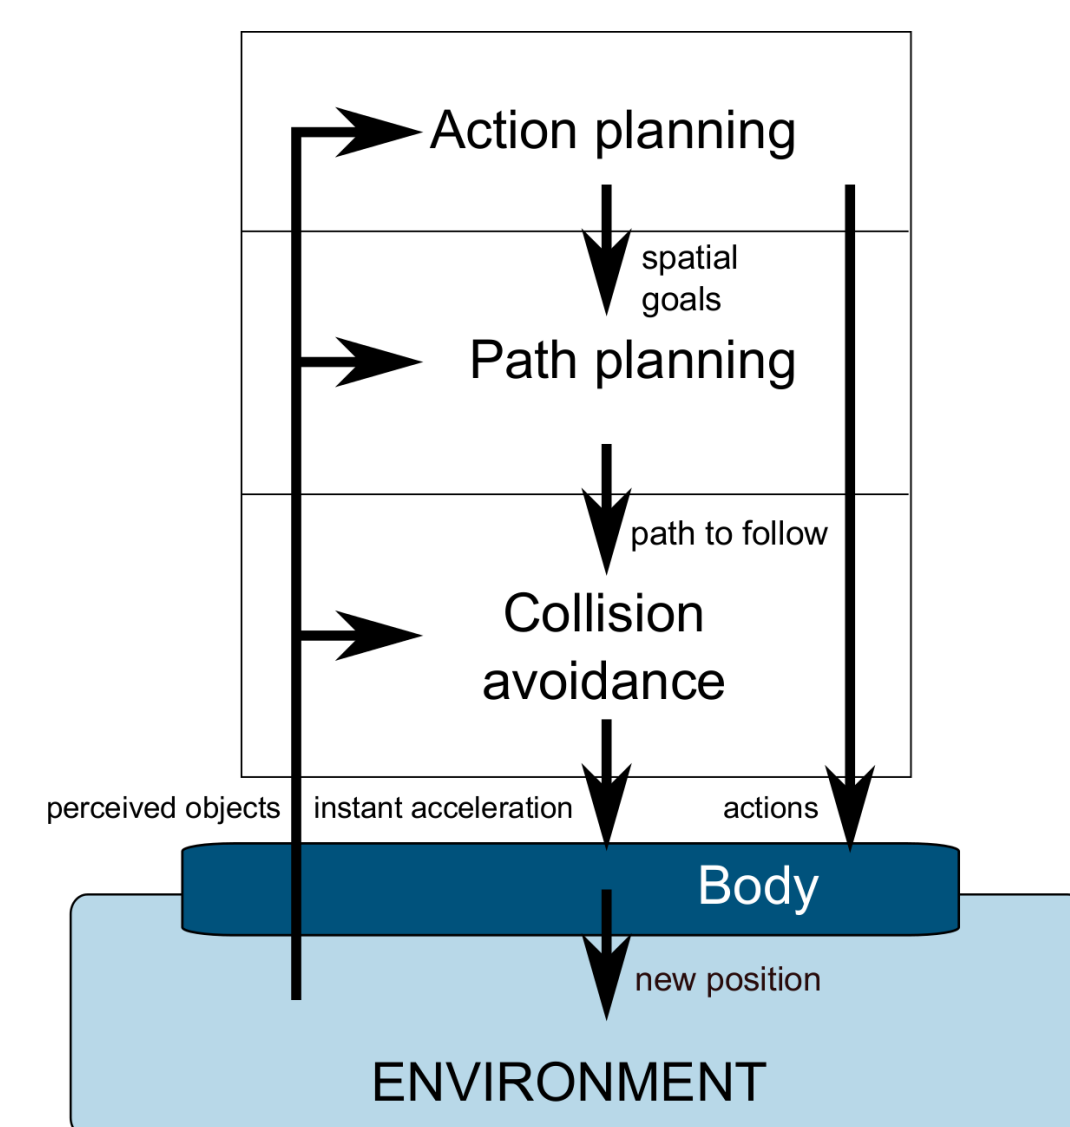 Action planning
spatial
goals
Path planning
path to follow
Collision
avoidance
perceived objects
instant acceleration
actions
Body
new position
ENVIRONMENT